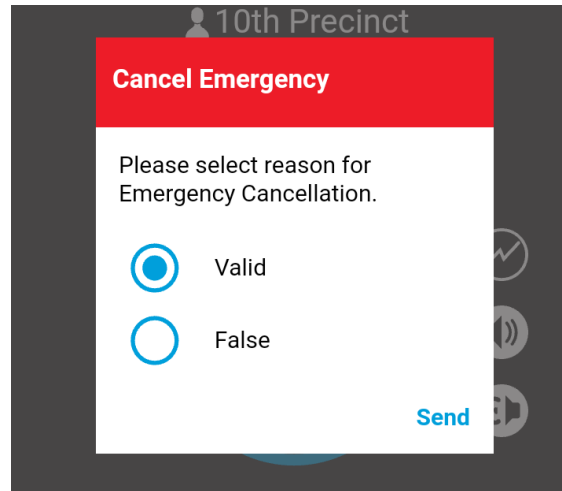 10th Precinct
Cancel Emergency
Please select reason for
Emergency Cancellation.
Valid
False
Send